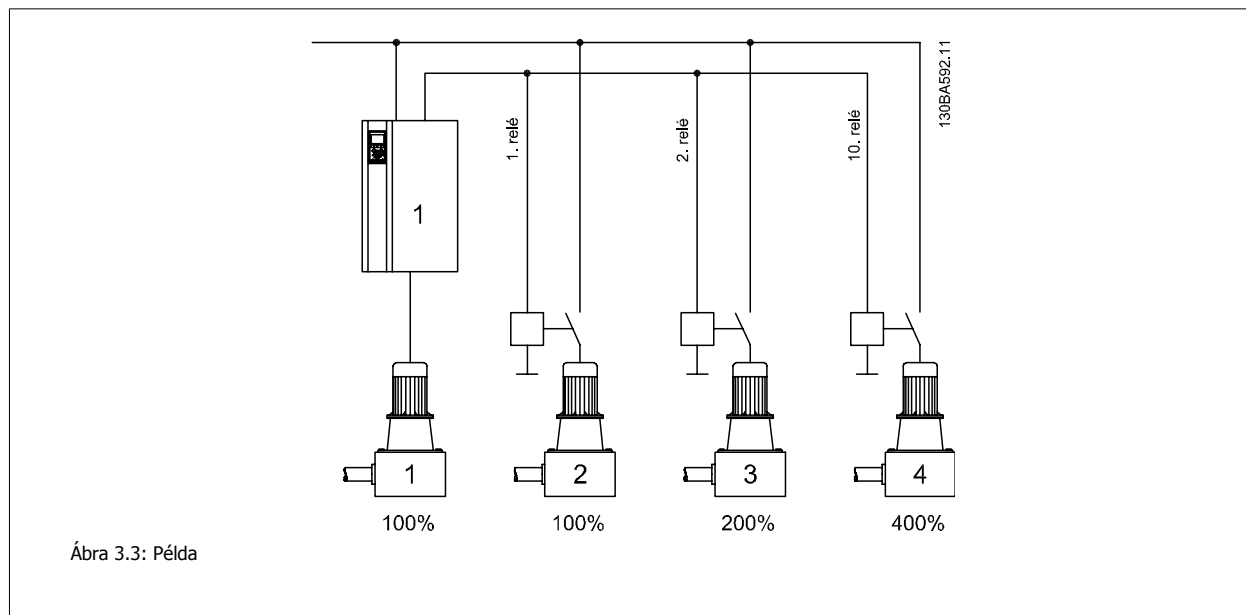 130BA592.11
1. relé
2. relé
10. relé
1
1
2
3
4
100%
100%
200%
400%
Ábra 3.3: Példa